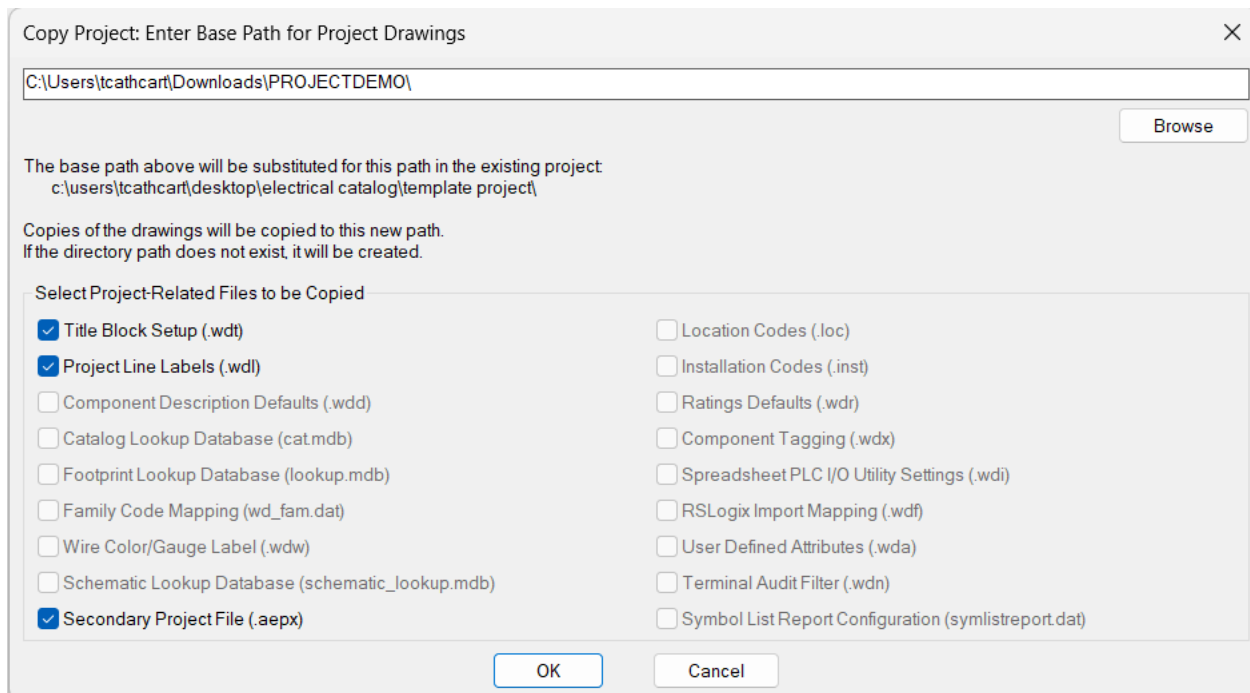 Copy Project: Enter Base Path for Project Drawings
C:\Users\tcathcart\Downloads\PROJECTDEMO\
Browse
The base path above will be substituted for this path in the existing project:
c:\users\tcathcart\desktop\electrical catalog\template project\
Copies of the drawings will be copied to this new path.
If the directory path does not exist, it will be created.
Select Project-Related Files to be Copied
Title Block Setup (.wdt)
Project Line Labels (.wdl)
Component Description Defaults (.wdd)
Catalog Lookup Database (cat.mdb)
Footprint Lookup Database (lookup.mdb)
Family Code Mapping (wd_fam.dat)
Wire Color/Gauge Label (.wdw)
Schematic Lookup Database (schematic_lookup.mdb)
Secondary Project File (.aepx)
Location Codes (.loc)
Installation Codes (.inst)
Ratings Defaults (.wdr)
Component Tagging (.wdx)
Spreadsheet PLC I/O Utility Settings (.wdi)
RSLogix Import Mapping (.wdf)
User Defined Attributes (.wda)
Terminal Audit Filter (.wdn)
Symbol List Report Configuration (symlistreport.dat)
OK
Cancel